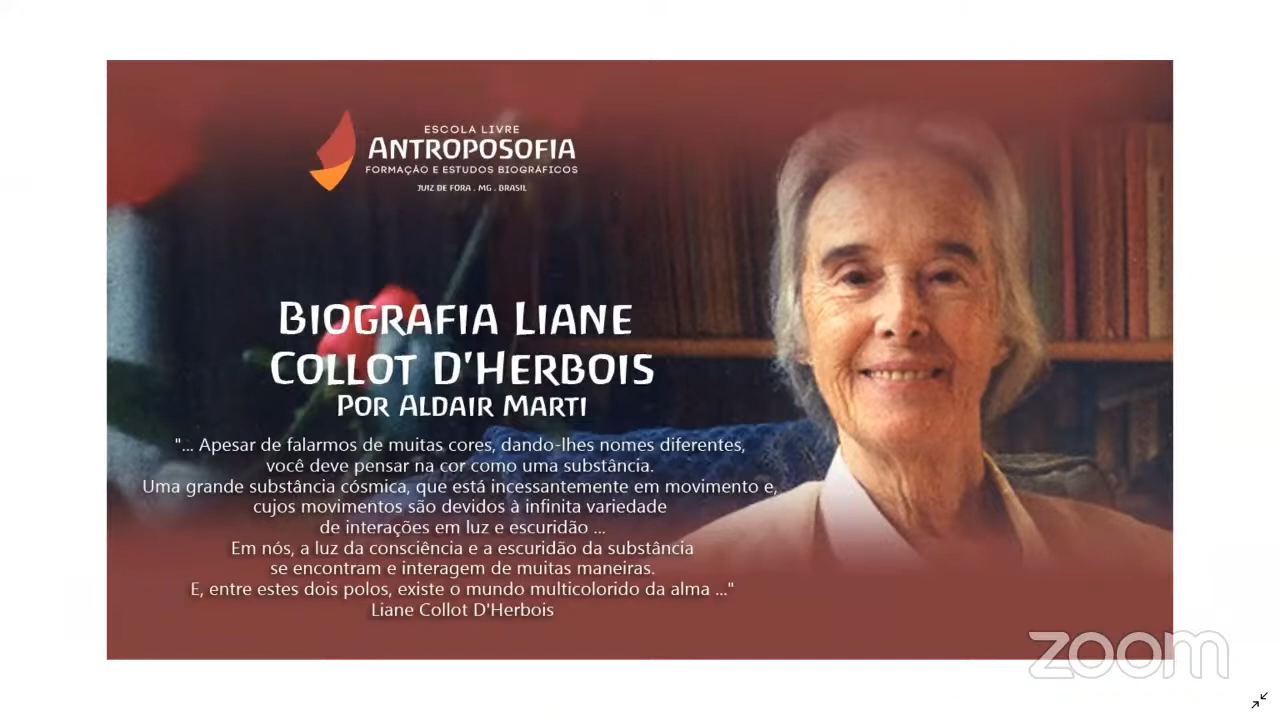 ESCOLA LIVRE
ANTROPOSOFIA
FORMAÇÃO E ESTUDOS BIOGRÁFICOS
JUIZ DE FORA . MG . BRASIL
BIOGRAFIA LIANE
COLLOT D'HERBOIS
POR ALDAIR MARTI
"... Apesar de falarmos de muitas cores, dando-lhes nomes diferentes,
você deve pensar na cor como uma substância.
Uma grande substância cósmica, que está incessantemente em movimento e,
cujos movimentos são devidos à infinita variedade
de interações em luz e escuridão ...
Em nós, a luz da consciência e a escuridão da substância
se encontram e interagem de muitas maneiras.
E, entre estes dois polos, existe o mundo multicolorido da alma ..."
Liane Collot D'Herbois
zoom